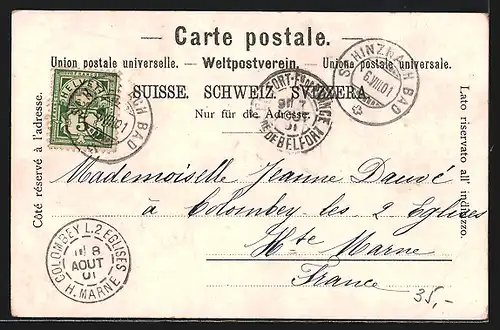 Carte postale.
Union postale universelle. — Weltpostverein. — Unione postale universale.
SUISSE. SCHWEIZ. SVIZZERA.
Nur für die Adresse.
Côté réservé à l'adresse.
Lato riservato all' indirizzo.
5
SCHINZNACH BAD
6.VIII.01
BELFORT
Mademoiselle Jeanne Dauvé
à Colombey les 2 Eglises
Hte Marne
France
COLOMBEY L. 2 EGLISES
8
AOUT
01
H. MARNE
35,-